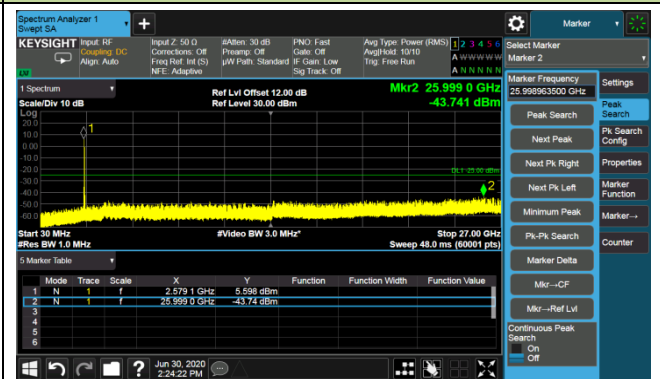 Spectrum Analyzer 1
Swept SA
+
Marker
KEYSIGHT
Input: RF
Coupling: DC
Align: Auto
Input Z: 50 Ω
Corrections: Off
Freq Ref: Int (S)
NFE: Adaptive
#Atten: 30 dB
Preamp: Off
µW Path: Standard
PNO: Fast
Gate: Off
IF Gain: Low
Sig Track: Off
Avg Type: Power (RMS)
Avg|Hold: 10/10
Trig: Free Run
1 2 3 4 5 6
A W W W W W
A N N N N N
Select Marker
Marker 2
1 Spectrum
Scale/Div 10 dB
Ref Lvl Offset 12.00 dB
Ref Level 30.00 dBm
Mkr2 25.999 0 GHz
-43.741 dBm
Log
20.0
10.0
0.00
-10.0
-20.0
-30.0
-40.0
-50.0
-60.0
1
DL1 -25.00 dBm
2
Start 30 MHz
#Res BW 1.0 MHz
#Video BW 3.0 MHz*
Stop 27.00 GHz
Sweep 48.0 ms (60001 pts)
Marker Frequency
25.998963500 GHz
Peak Search
Next Peak
Next Pk Right
Next Pk Left
Minimum Peak
Pk-Pk Search
Marker Delta
Mkr→CF
Mkr→Ref Lvl
Continuous Peak
Search
On
Off
Settings
Peak
Search
Pk Search
Config
Properties
Marker
Function
Marker→
Counter
5 Marker Table
Mode Trace Scale X Y Function Function Width Function Value
1 N 1 f 2.579 1 GHz 5.598 dBm
2 N 1 f 25.999 0 GHz -43.74 dBm
3
4
5
6
?
Jun 30, 2020
2:24:22 PM